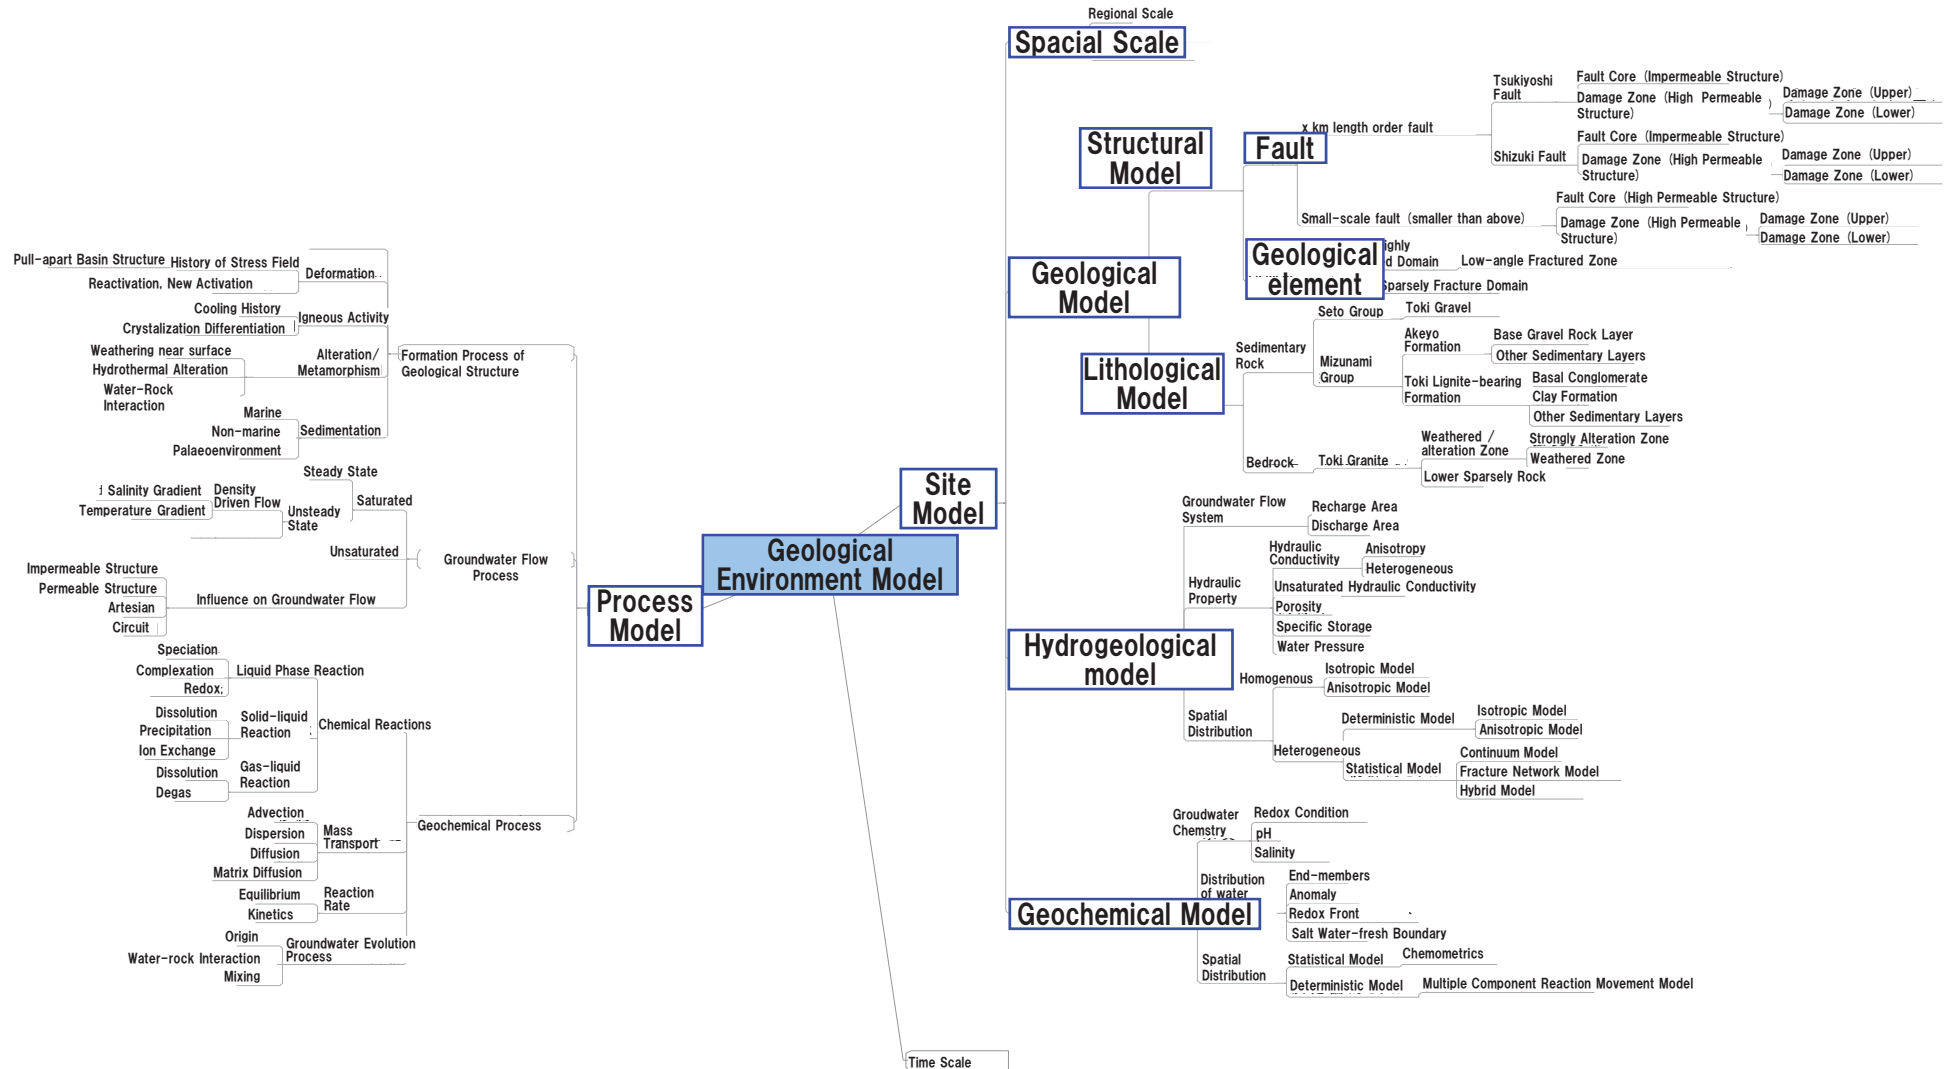 Geological
Environment Model
Site
Model
Spacial Scale
Regional Scale
Geological
Model
Structural
Model
Fault
x km length order fault
Tsukiyoshi
Fault
Fault Core (Impermeable Structure)
Damage Zone (High Permeable
Structure)
Damage Zone (Upper)
Damage Zone (Lower)
Shizuki Fault
Fault Core (Impermeable Structure)
Damage Zone (High Permeable
Structure)
Damage Zone (Upper)
Damage Zone (Lower)
Small-scale fault (smaller than above)
Fault Core (High Permeable Structure)
Damage Zone (High Permeable
Structure)
Damage Zone (Upper)
Damage Zone (Lower)
Geological
element
Domain
Low-angle Fractured Zone
Sparsely Fracture Domain
Lithological
Model
Sedimentary
Rock
Seto Group
Toki Gravel
Mizunami
Group
Akeyo
Formation
Base Gravel Rock Layer
Other Sedimentary Layers
Toki Lignite-bearing
Formation
Basal Conglomerate
Clay Formation
Other Sedimentary Layers
Bedrock
Toki Granite
Weathered /
alteration Zone
Strongly Alteration Zone
Weathered Zone
Lower Sparsely Rock
Hydrogeological
model
Groundwater Flow
System
Recharge Area
Discharge Area
Hydraulic
Property
Hydraulic
Conductivity
Anisotropy
Heterogeneous
Unsaturated Hydraulic Conductivity
Porosity
Specific Storage
Water Pressure
Spatial
Distribution
Homogenous
Isotropic Model
Anisotropic Model
Heterogeneous
Deterministic Model
Isotropic Model
Anisotropic Model
Statistical Model
Continuum Model
Fracture Network Model
Hybrid Model
Geochemical Model
Groudwater
Chemstry
Redox Condition
pH
Salinity
Distribution
of water
End-members
Anomaly
Redox Front
Salt Water-fresh Boundary
Spatial
Distribution
Statistical Model
Chemometrics
Deterministic Model
Multiple Component Reaction Movement Model
Process
Model
Formation Process of
Geological Structure
Deformation
Pull-apart Basin Structure
History of Stress Field
Reactivation, New Activation
Igneous Activity
Cooling History
Crystalization Differentiation
Alteration/
Metamorphism
Weathering near surface
Hydrothermal Alteration
Water-Rock
Interaction
Sedimentation
Marine
Non-marine
Palaeoenvironment
Groundwater Flow
Process
Saturated
Steady State
Unsteady
State
Density
Driven Flow
Salinity Gradient
Temperature Gradient
Unsaturated
Influence on Groundwater Flow
Impermeable Structure
Permeable Structure
Artesian
Circuit
Geochemical Process
Chemical Reactions
Liquid Phase Reaction
Speciation
Complexation
Redox;
Solid-liquid
Reaction
Dissolution
Precipitation
Ion Exchange
Gas-liquid
Reaction
Dissolution
Degas
Mass
Transport
Advection
Dispersion
Diffusion
Matrix Diffusion
Reaction
Rate
Equilibrium
Kinetics
Groundwater Evolution
Process
Origin
Water-rock Interaction
Mixing
Time Scale